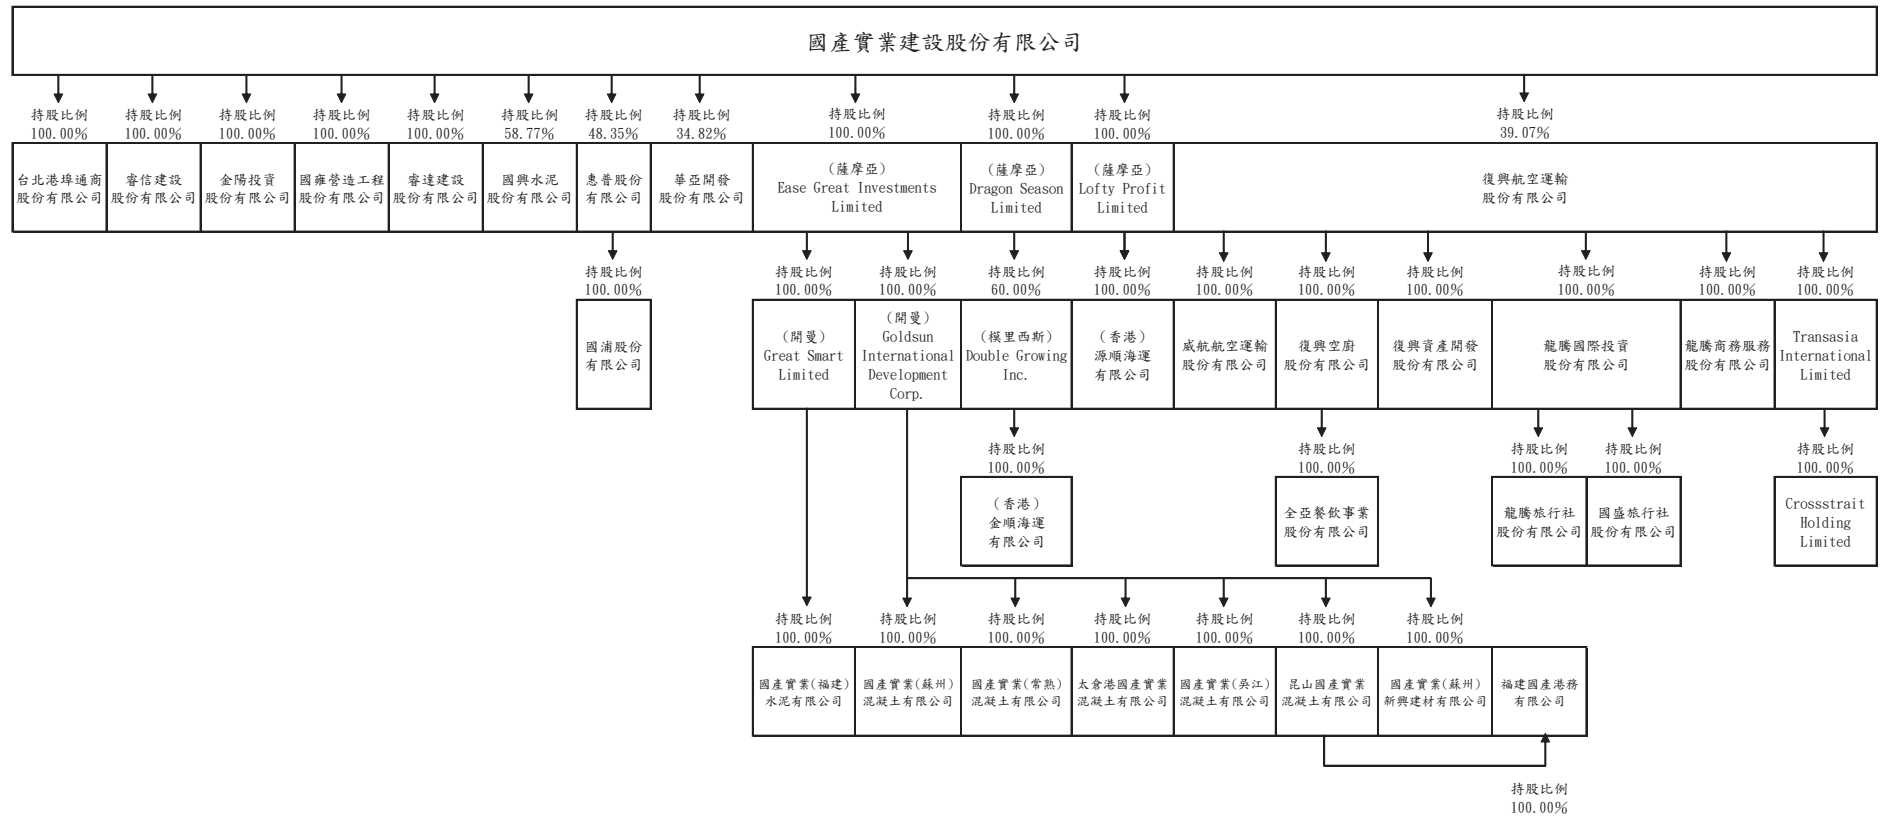 國產實業建設股份有限公司
持股比例
100.00%
持股比例
100.00%
持股比例
100.00%
持股比例
100.00%
持股比例
100.00%
持股比例
58.77%
持股比例
48.35%
持股比例
34.82%
持股比例
100.00%
持股比例
100.00%
持股比例
100.00%
持股比例
39.07%
台北港埠通商
股份有限公司
睿信建設
股份有限公司
金陽投資
股份有限公司
國雍營造工程
股份有限公司
睿達建設
股份有限公司
國興水泥
股份有限公司
惠普股份
有限公司
華亞開發
股份有限公司
(薩摩亞)
Ease Great Investments
Limited
(薩摩亞)
Dragon Season
Limited
(薩摩亞)
Lofty Profit
Limited
復興航空運輸
股份有限公司
持股比例
100.00%
持股比例
100.00%
持股比例
100.00%
持股比例
60.00%
持股比例
100.00%
持股比例
100.00%
持股比例
100.00%
持股比例
100.00%
持股比例
100.00%
持股比例
100.00%
持股比例
100.00%
國浦股份
有限公司
(開曼)
Great Smart
Limited
(開曼)
Goldsun
International
Development
Corp.
(模里西斯)
Double Growing
Inc.
(香港)
源順海運
有限公司
威航航空運輸
股份有限公司
復興空廚
股份有限公司
復興資產開發
股份有限公司
龍騰國際投資
股份有限公司
龍騰商務服務
股份有限公司
Transasia
International
Limited
持股比例
100.00%
持股比例
100.00%
持股比例
100.00%
持股比例
100.00%
持股比例
100.00%
(香港)
金順海運
有限公司
全亞餐飲事業
股份有限公司
龍騰旅行社
股份有限公司
國盛旅行社
股份有限公司
Crossstrait
Holding
Limited
持股比例
100.00%
持股比例
100.00%
持股比例
100.00%
持股比例
100.00%
持股比例
100.00%
持股比例
100.00%
持股比例
100.00%
國產實業(福建)
水泥有限公司
國產實業(蘇州)
混凝土有限公司
國產實業(常熟)
混凝土有限公司
太倉港國產實業
混凝土有限公司
國產實業(吳江)
混凝土有限公司
昆山國產實業
混凝土有限公司
國產實業(蘇州)
新興建材有限公司
福建國產港務
有限公司
持股比例
100.00%